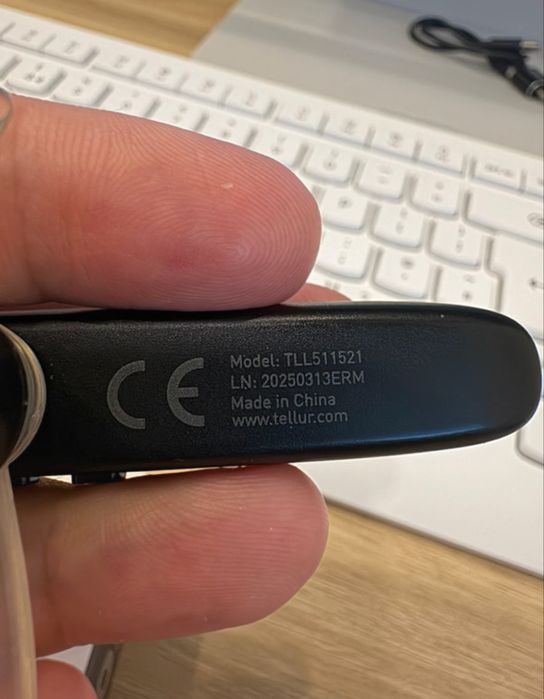 CE
Model: TLL511521
LN: 20250313ERM
Made in China
www.tellur.com